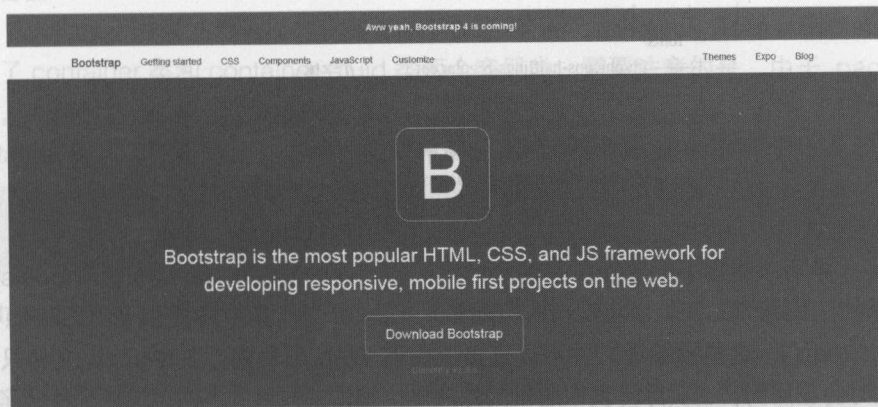 Aww yeah, Bootstrap 4 is coming!
Bootstrap Getting started CSS Components JavaScript Customize Themes Expo Blog
B
Bootstrap is the most popular HTML, CSS, and JS framework for
developing responsive, mobile first projects on the web.
Download Bootstrap